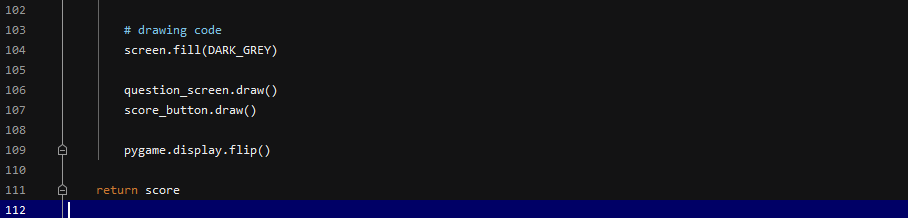 102
103 # drawing code
104 screen.fill(DARK_GREY)
105
106 question_screen.draw()
107 score_button.draw()
108
109 pygame.display.flip()
110
111 return score
112